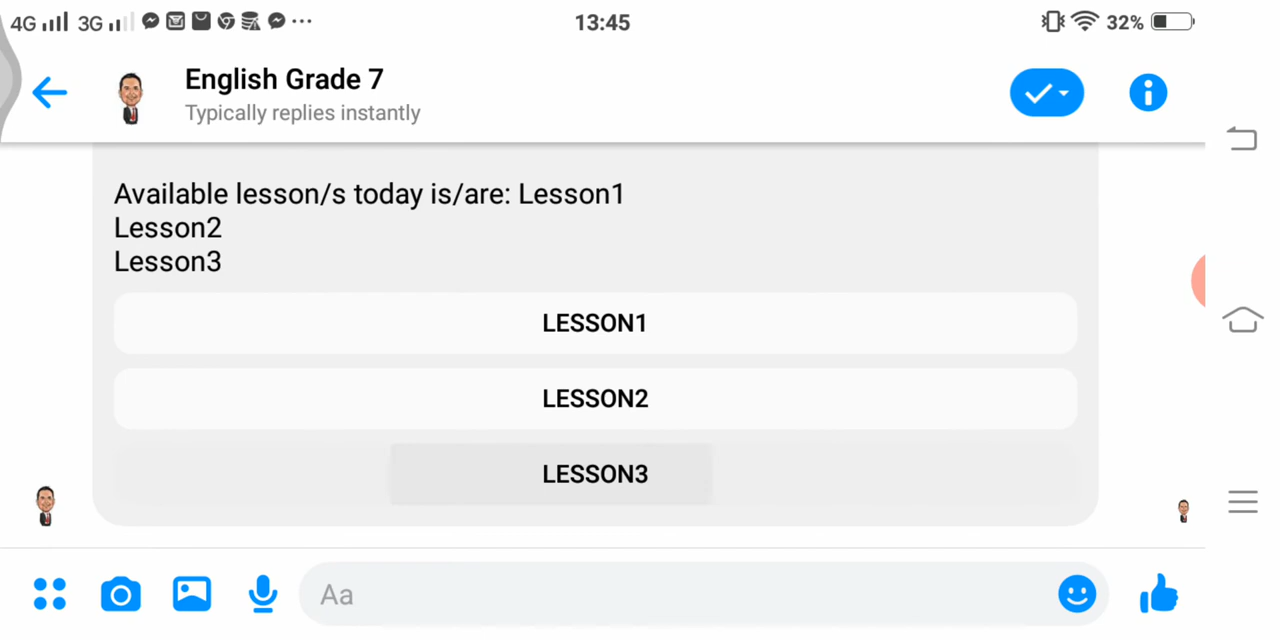 4G 3G 13:45 32%
English Grade 7
Typically replies instantly
Available lesson/s today is/are: Lesson1
Lesson2
Lesson3
LESSON1
LESSON2
LESSON3
Aa